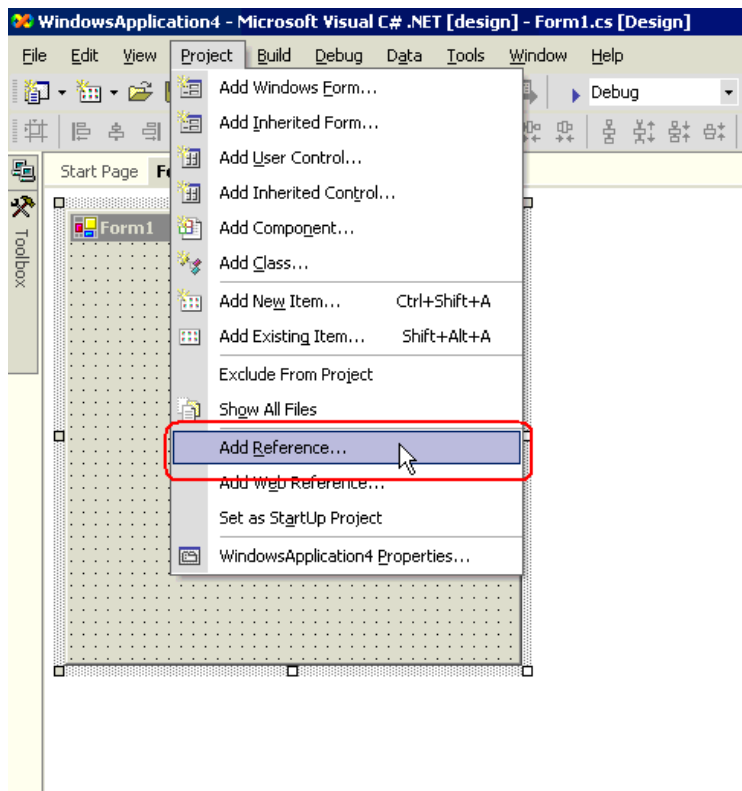 WindowsApplication4 - Microsoft Visual C# .NET [design] - Form1.cs [Design]
File Edit View Project Build Debug Data Tools Window Help
Debug
Start Page
Toolbox
Form1
Add Windows Form...
Add Inherited Form...
Add User Control...
Add Inherited Control...
Add Component...
Add Class...
Add New Item... Ctrl+Shift+A
Add Existing Item... Shift+Alt+A
Exclude From Project
Show All Files
Add Reference...
Add Web Reference...
Set as StartUp Project
WindowsApplication4 Properties...